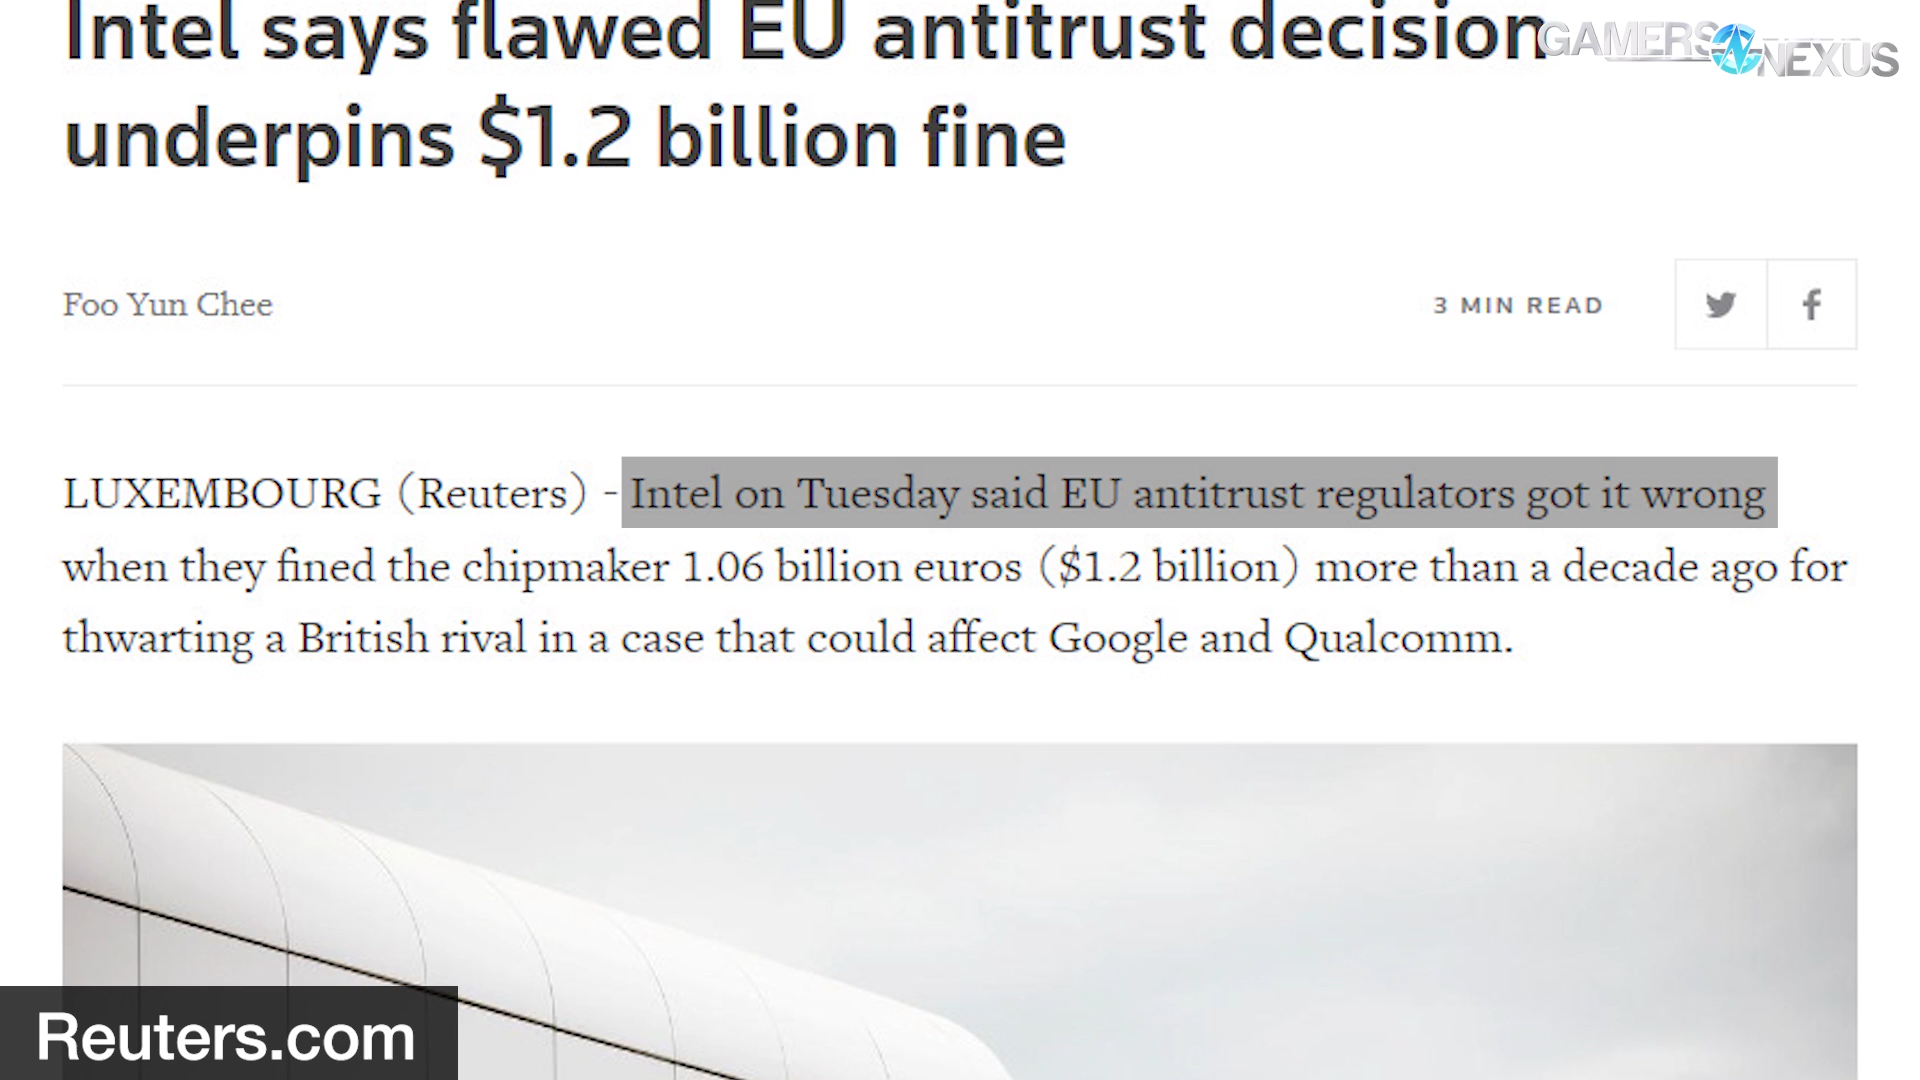 Intel says flawed EU antitrust decision
GAMERS NEXUS
underpins $1.2 billion fine
Foo Yun Chee
3 MIN READ
LUXEMBOURG (Reuters) - Intel on Tuesday said EU antitrust regulators got it wrong
when they fined the chipmaker 1.06 billion euros ($1.2 billion) more than a decade ago for
thwarting a British rival in a case that could affect Google and Qualcomm.
Reuters.com